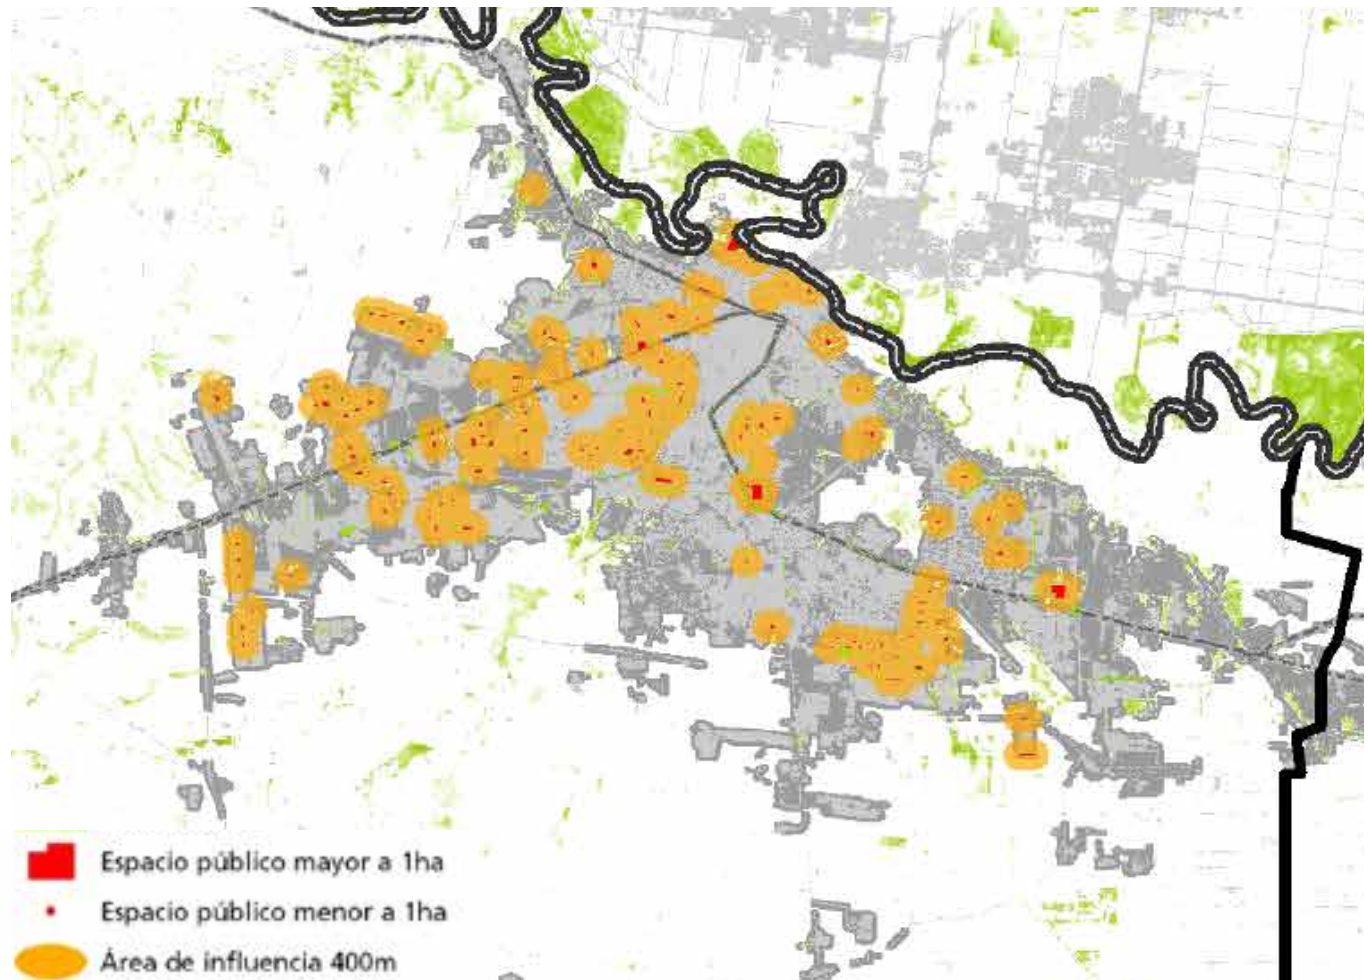 Espacio público mayor a 1ha
Espacio público menor a 1ha
Área de influencia 400m